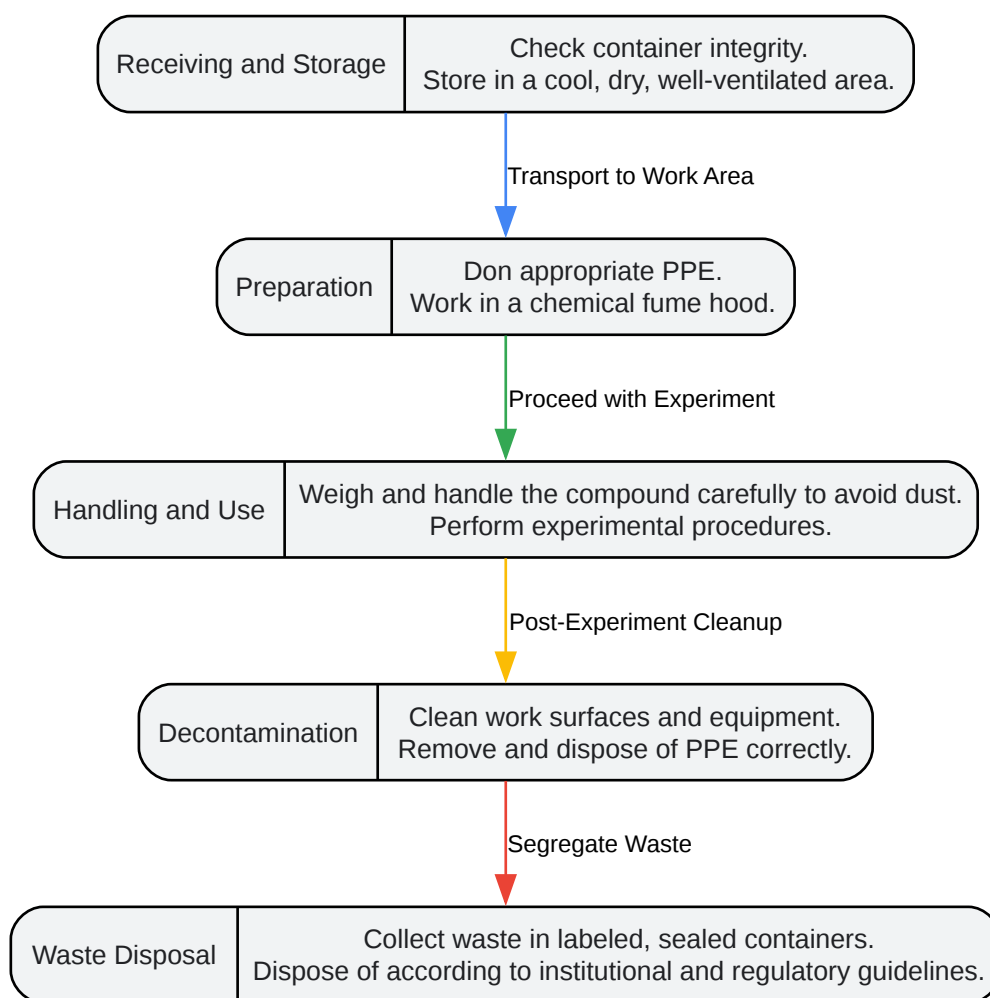 Receiving and Storage
Check container integrity.
Store in a cool, dry, well-ventilated area.
Transport to Work Area
Preparation
Don appropriate PPE.
Work in a chemical fume hood.
Proceed with Experiment
Handling and Use
Weigh and handle the compound carefully to avoid dust.
Perform experimental procedures.
Post-Experiment Cleanup
Decontamination
Clean work surfaces and equipment.
Remove and dispose of PPE correctly.
Segregate Waste
Waste Disposal
Collect waste in labeled, sealed containers.
Dispose of according to institutional and regulatory guidelines.